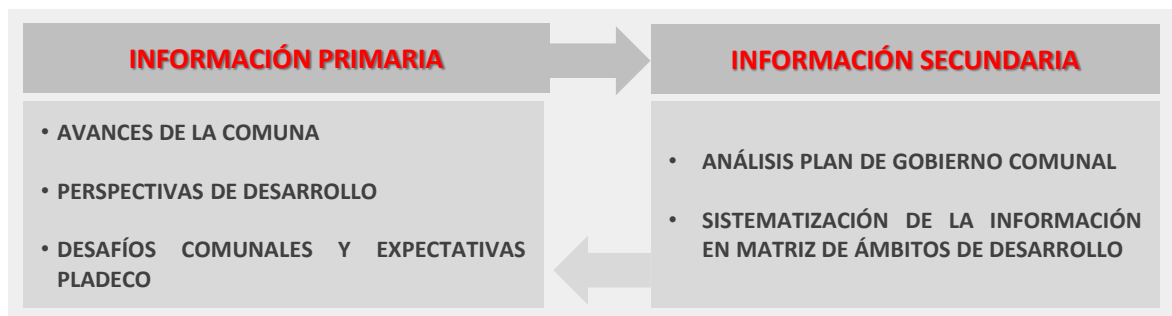 INFORMACIÓN PRIMARIA
• AVANCES DE LA COMUNA
• PERSPECTIVAS DE DESARROLLO
• DESAFÍOS COMUNALES Y EXPECTATIVAS
PLADECO
INFORMACIÓN SECUNDARIA
• ANÁLISIS PLAN DE GOBIERNO COMUNAL
• SISTEMATIZACIÓN DE LA INFORMACIÓN
EN MATRIZ DE ÁMBITOS DE DESARROLLO